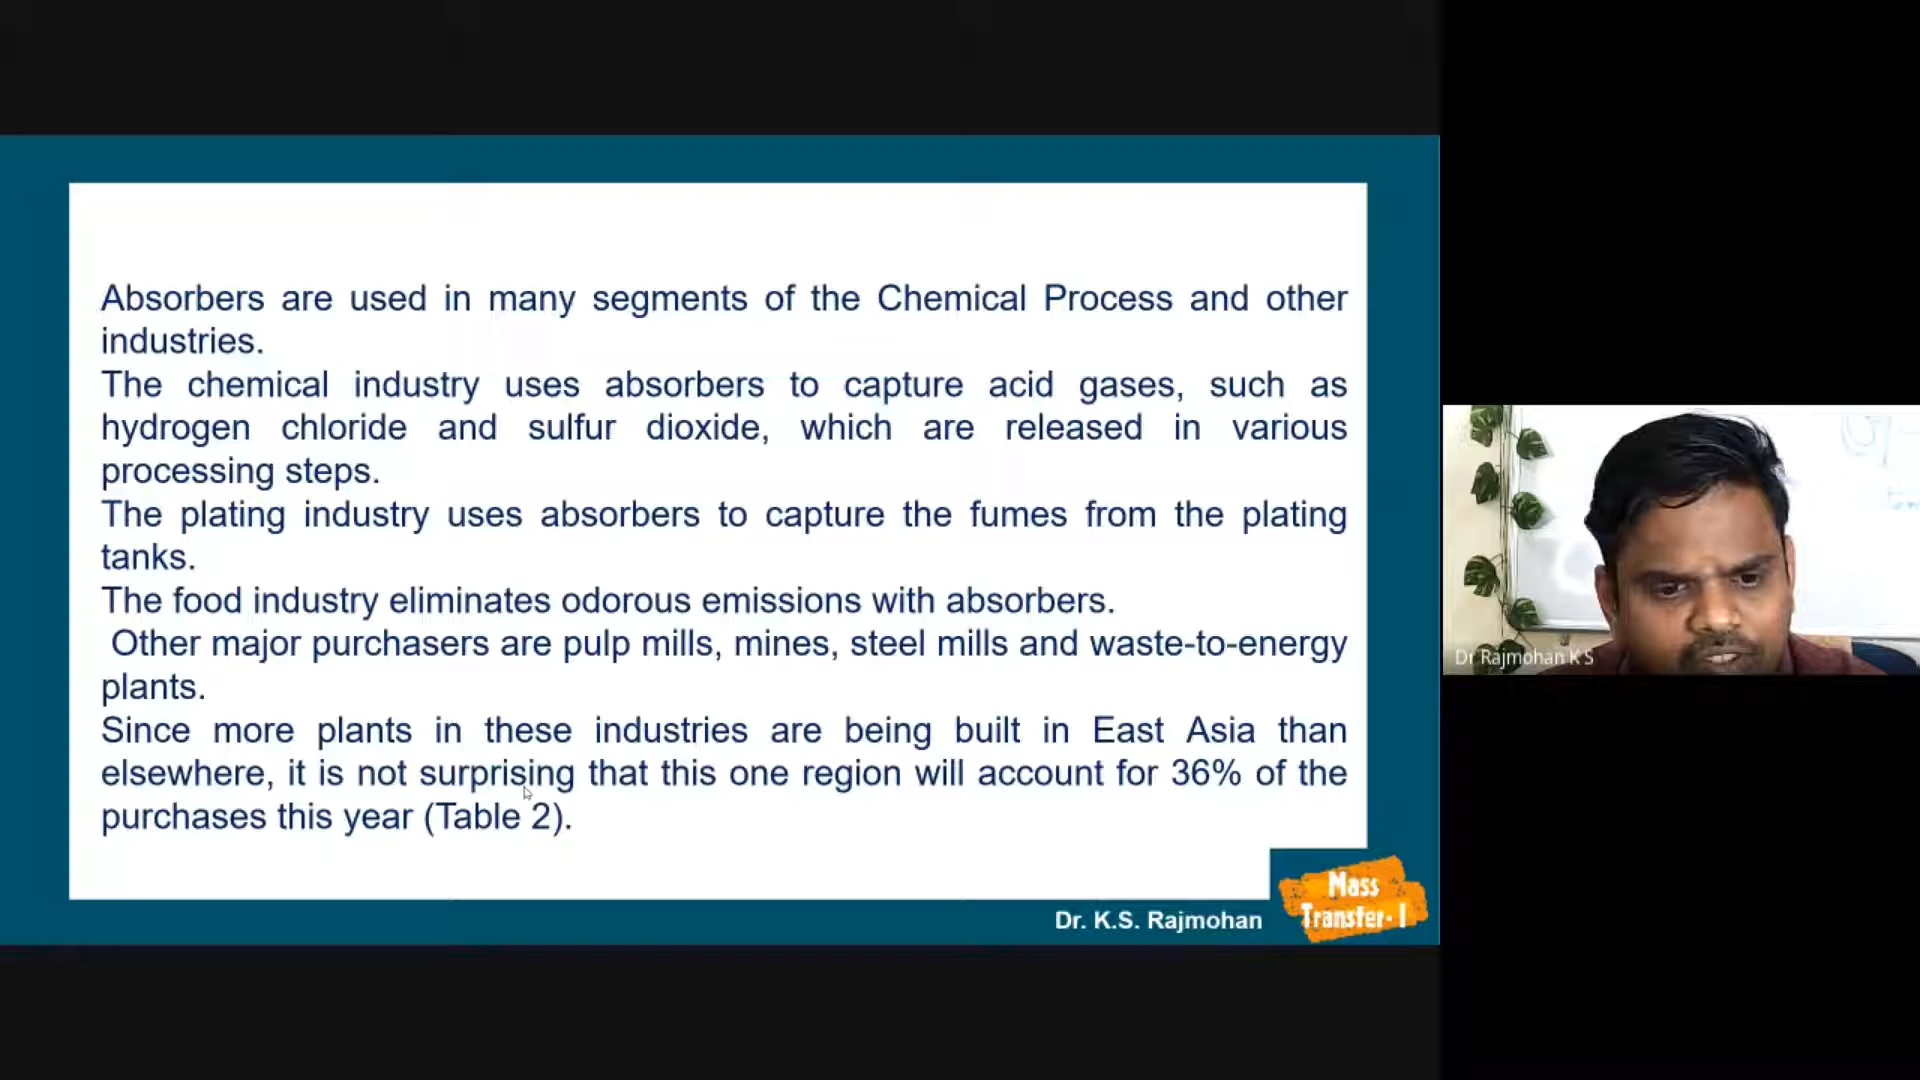 Absorbers are used in many segments of the Chemical Process and other
industries.
The chemical industry uses absorbers to capture acid gases, such as
hydrogen chloride and sulfur dioxide, which are released in various
processing steps.
The plating industry uses absorbers to capture the fumes from the plating
tanks.
The food industry eliminates odorous emissions with absorbers.
Other major purchasers are pulp mills, mines, steel mills and waste-to-energy
plants.
Since more plants in these industries are being built in East Asia than
elsewhere, it is not surprising that this one region will account for 36% of the
purchases this year (Table 2).
Dr. K.S. Rajmohan
Mass
Transfer- I
Dr Rajmohan K S